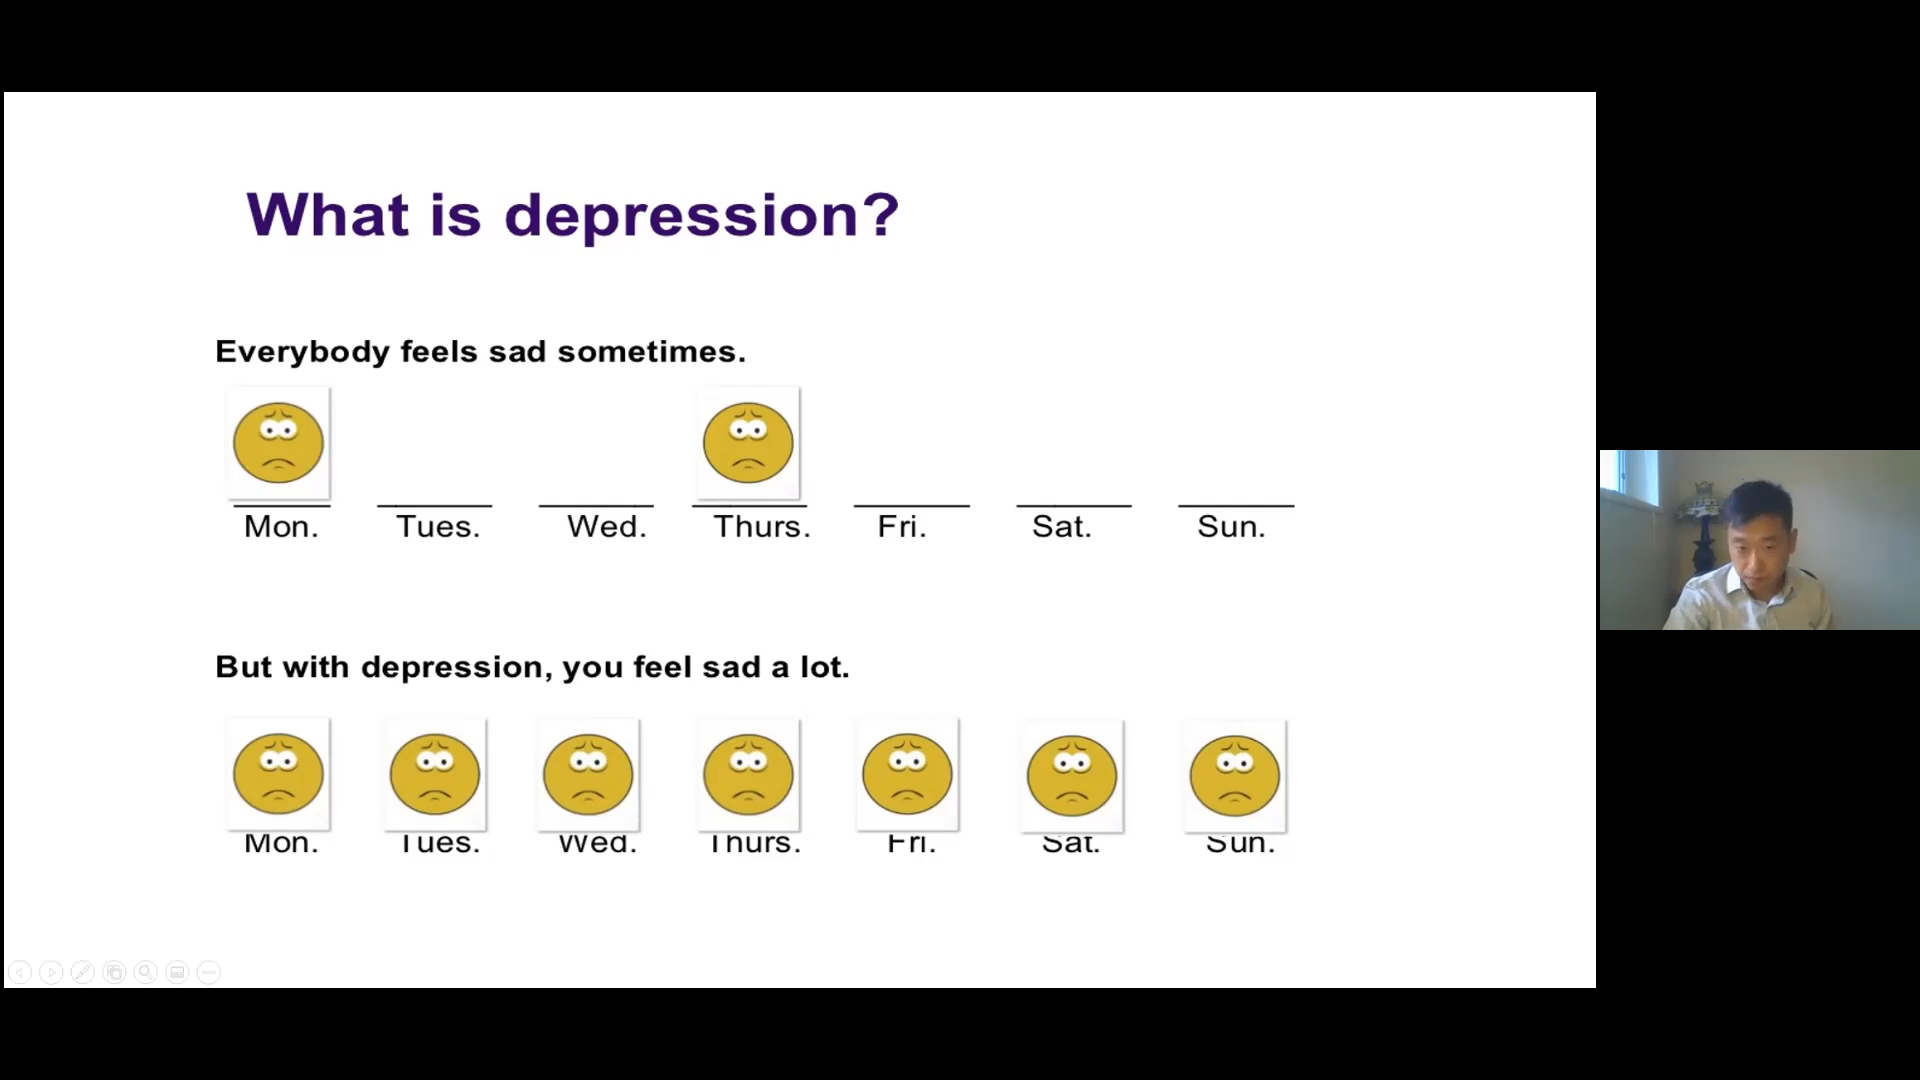 What is depression?
Everybody feels sad sometimes.
Mon. Tues. Wed. Thurs. Fri. Sat. Sun.
But with depression, you feel sad a lot.
Mon. Tues. Wed. Thurs. Fri. Sat. Sun.